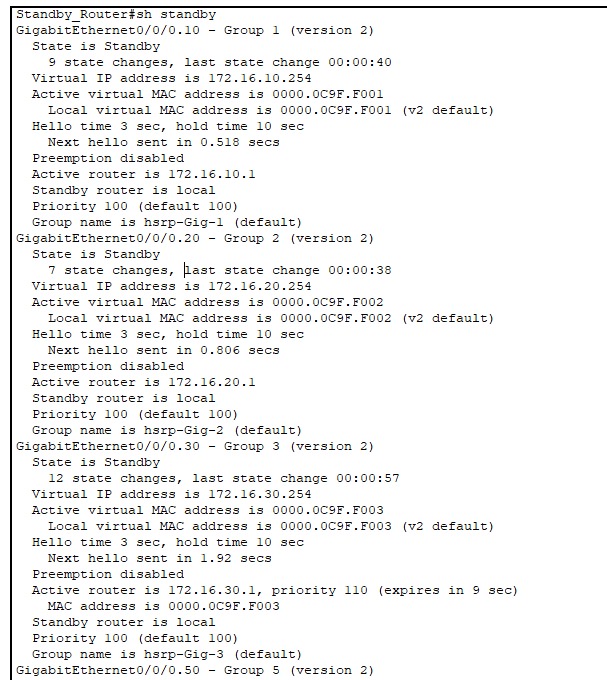 Standby_Router#sh standby
GigabitEthernet0/0/0.10 - Group 1 (version 2)
State is Standby
9 state changes, last state change 00:00:40
Virtual IP address is 172.16.10.254
Active virtual MAC address is 0000.0C9F.F001
Local virtual MAC address is 0000.0C9F.F001 (v2 default)
Hello time 3 sec, hold time 10 sec
Next hello sent in 0.518 secs
Preemption disabled
Active router is 172.16.10.1
Standby router is local
Priority 100 (default 100)
Group name is hsrp-Gig-1 (default)
GigabitEthernet0/0/0.20 - Group 2 (version 2)
State is Standby
7 state changes, last state change 00:00:38
Virtual IP address is 172.16.20.254
Active virtual MAC address is 0000.0C9F.F002
Local virtual MAC address is 0000.0C9F.F002 (v2 default)
Hello time 3 sec, hold time 10 sec
Next hello sent in 0.806 secs
Preemption disabled
Active router is 172.16.20.1
Standby router is local
Priority 100 (default 100)
Group name is hsrp-Gig-2 (default)
GigabitEthernet0/0/0.30 - Group 3 (version 2)
State is Standby
12 state changes, last state change 00:00:57
Virtual IP address is 172.16.30.254
Active virtual MAC address is 0000.0C9F.F003
Local virtual MAC address is 0000.0C9F.F003 (v2 default)
Hello time 3 sec, hold time 10 sec
Next hello sent in 1.92 secs
Preemption disabled
Active router is 172.16.30.1, priority 110 (expires in 9 sec)
MAC address is 0000.0C9F.F003
Standby router is local
Priority 100 (default 100)
Group name is hsrp-Gig-3 (default)
GigabitEthernet0/0/0.50 - Group 5 (version 2)